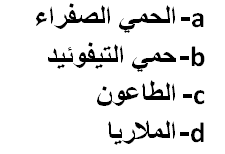 a- الحمي الصفراء
b- حمي التيفوئيد
c- الطاعون
d- الملاريا